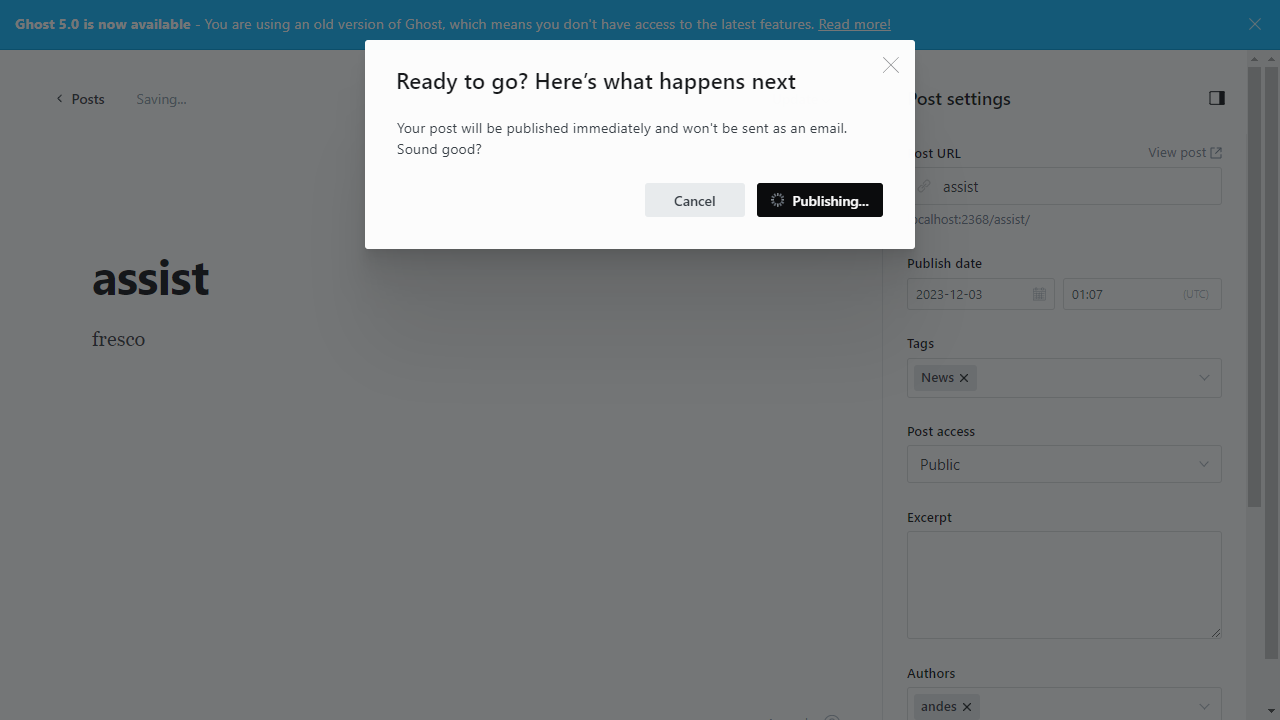 Ghost 5.0 is now available - You are using an old version of Ghost, which means you don't have access to the latest features. Read more!
Ready to go? Here's what happens next
Your post will be published immediately and won't be sent as an email.
Sound good?
Cancel
Publishing...
Posts
Saving...
assist
fresco
Post settings
Post URL
View post
assist
localhost:2368/assist/
Publish date
2023-12-03
01:07
(UTC)
Tags
News
Post access
Public
Excerpt
Authors
andes